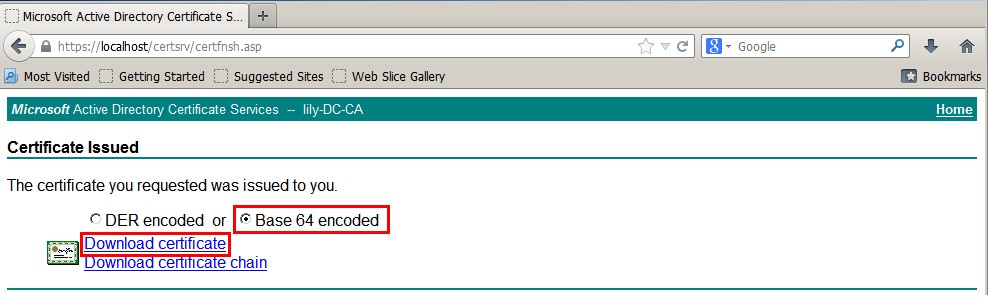 Microsoft Active Directory Certificate S...
https://localhost/certsrv/certfnsh.asp
Google
Most Visited Getting Started Suggested Sites Web Slice Gallery Bookmarks
Microsoft Active Directory Certificate Services -- lily-DC-CA Home
Certificate Issued
The certificate you requested was issued to you.
DER encoded or Base 64 encoded
Download certificate
Download certificate chain